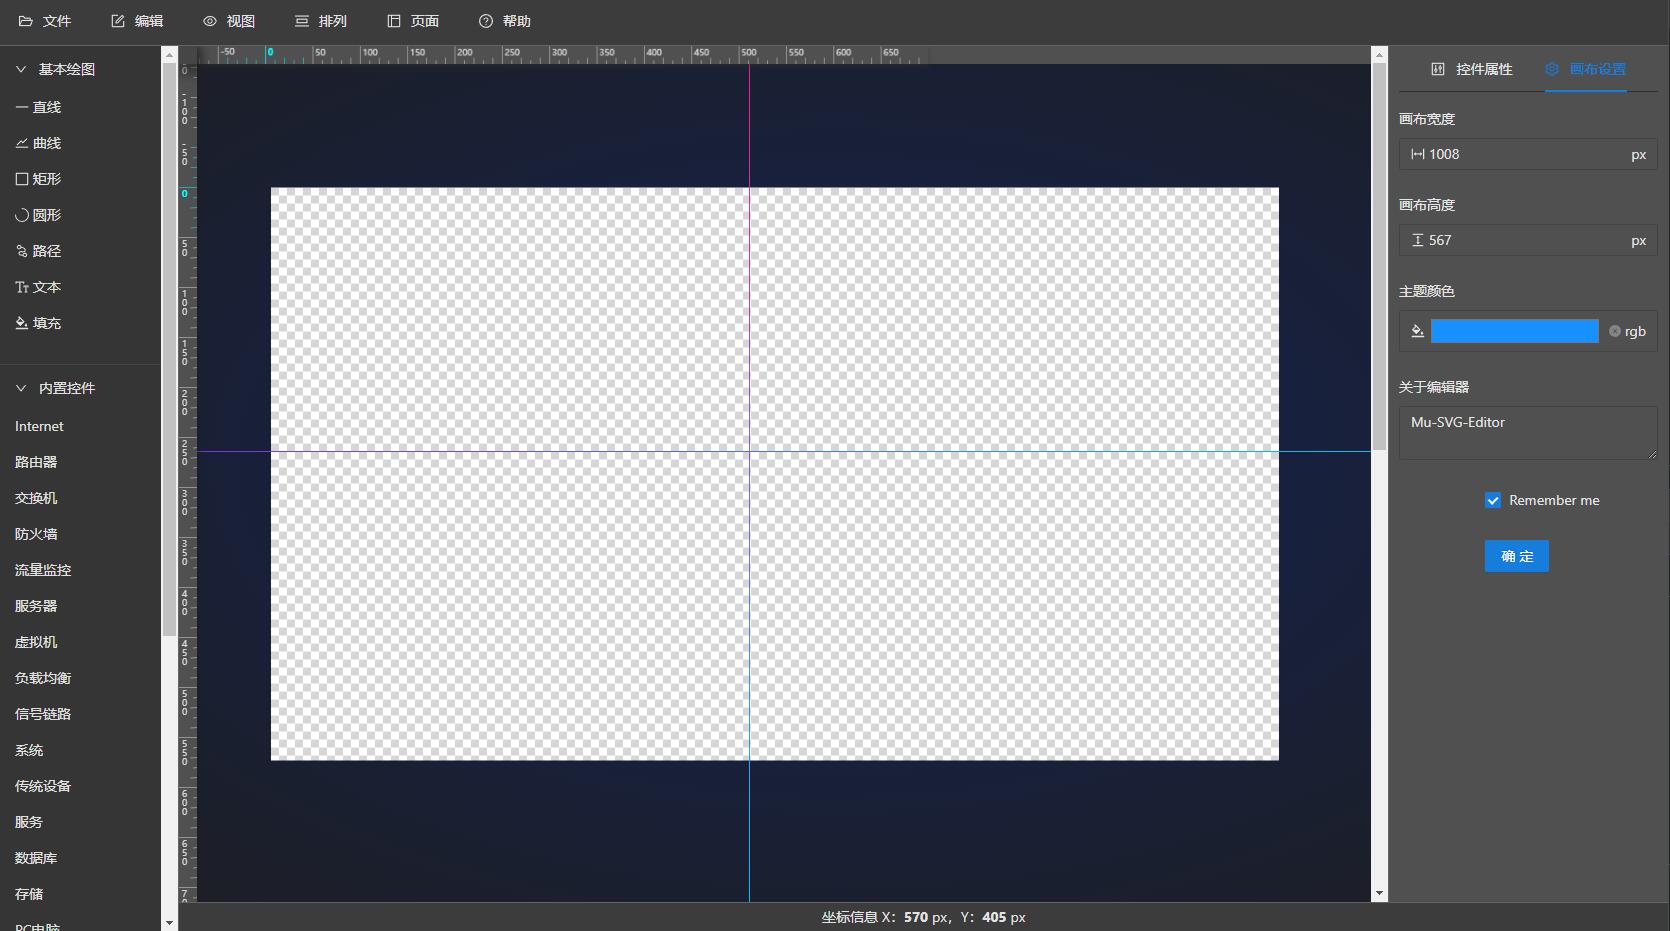 文件 编辑 视图 排列 页面 帮助
基本绘图
直线
曲线
矩形
圆形
路径
文本
填充
内置控件
Internet
路由器
交换机
防火墙
流量监控
服务器
虚拟机
负载均衡
信号链路
系统
传统设备
服务
数据库
存储
PC电脑
-50 0 50 100 150 200 250 300 350 400 450 500 550 600 650
-100
-50
0
50
100
150
200
250
300
350
400
450
500
550
600
650
坐标信息 X：570 px，Y：405 px
控件属性 画布设置
画布宽度
1008 px
画布高度
567 px
主题颜色
rgb
关于编辑器
Mu-SVG-Editor
Remember me
确 定